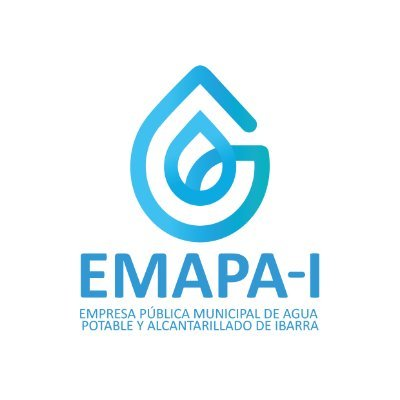 EMAPA-I
EMPRESA PÚBLICA MUNICIPAL DE AGUA
POTABLE Y ALCANTARILLADO DE IBARRA